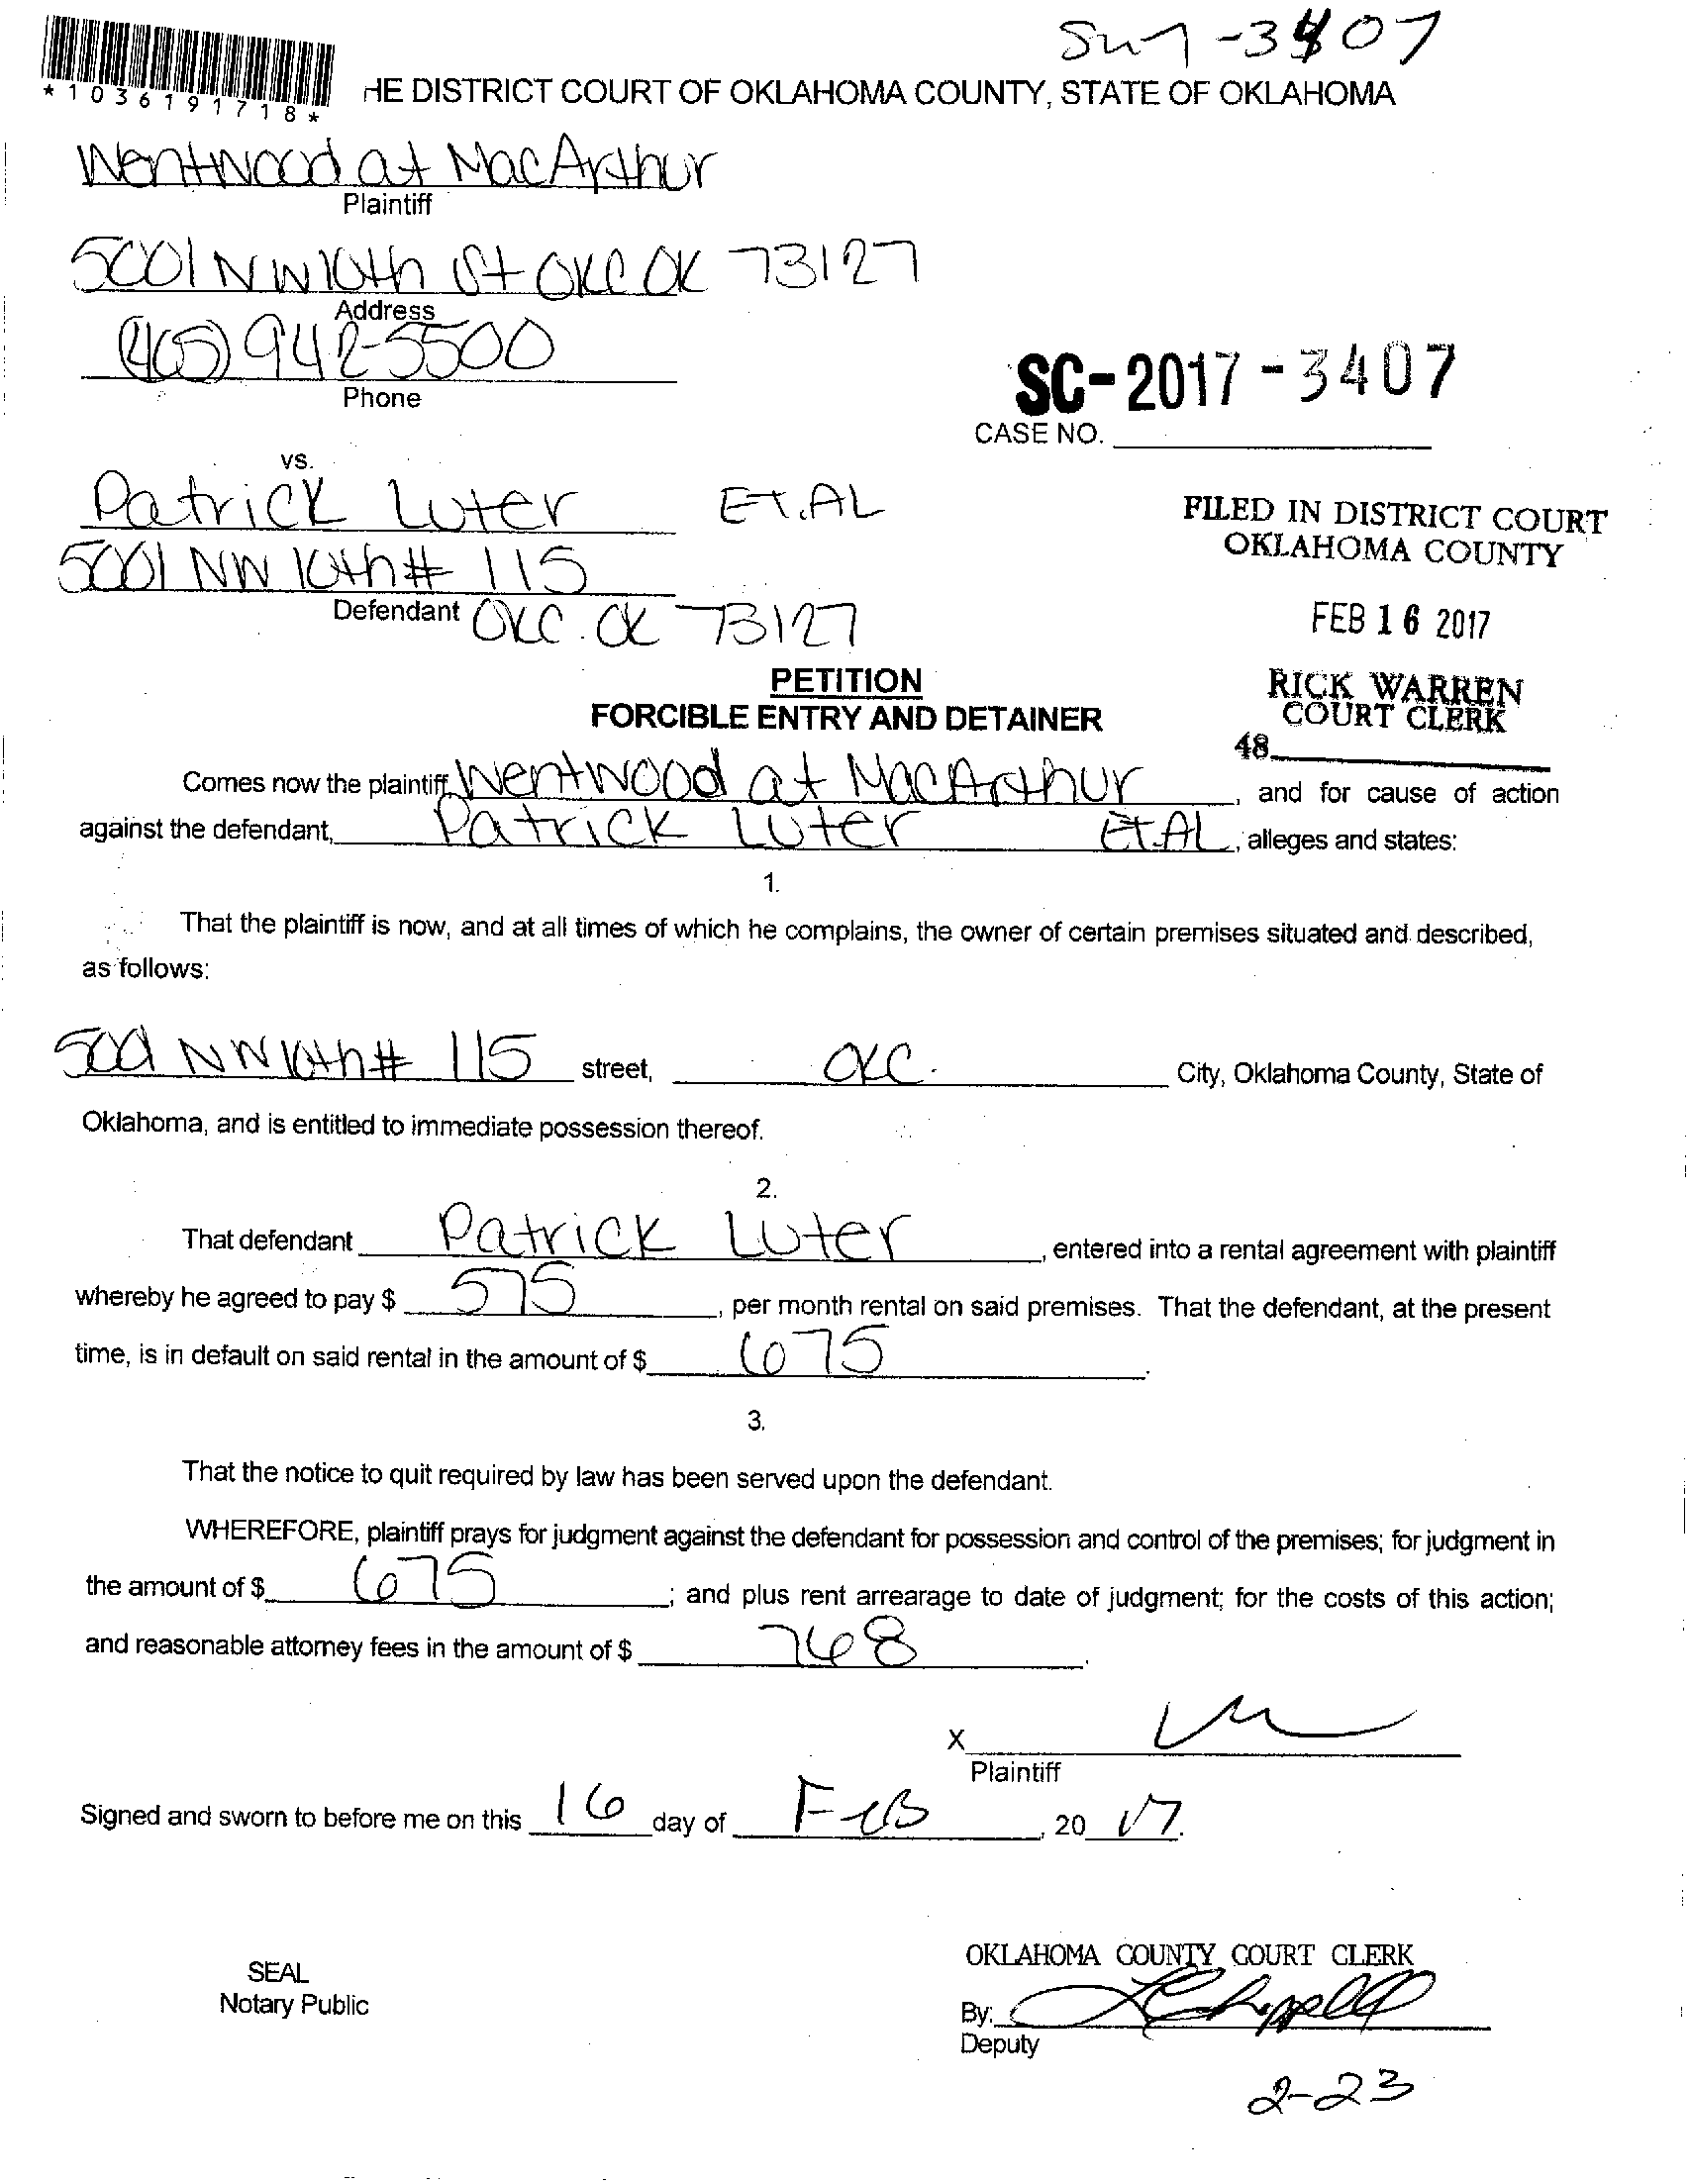 -3407
*1036191718*
HE DISTRICT COURT OF OKLAHOMA COUNTY, STATE OF OKLAHOMA
Wentwood at MacArthur
Plaintiff
5001 NW 10th St OKC OK 73127
Address
(405) 942-5500
Phone
SC-2017-3407
CASE NO.
vs.
Patrick Luter ET.AL
5001 NW 10th # 115
Defendant OKC. OK 73127
FILED IN DISTRICT COURT
OKLAHOMA COUNTY
FEB 16 2017
RICK WARREN
COURT CLERK
48
PETITION
FORCIBLE ENTRY AND DETAINER
Comes now the plaintiff, Wentwood at MacArthur, and for cause of action
against the defendant, Patrick Luter ET.AL, alleges and states:
1.
That the plaintiff is now, and at all times of which he complains, the owner of certain premises situated and described,
as follows:
5001 NW 10th # 115 street, OKC. City, Oklahoma County, State of
Oklahoma, and is entitled to immediate possession thereof.
2.
That defendant Patrick Luter, entered into a rental agreement with plaintiff
whereby he agreed to pay $ 575, per month rental on said premises. That the defendant, at the present
time, is in default on said rental in the amount of $ 675.
3.
That the notice to quit required by law has been served upon the defendant.
WHEREFORE, plaintiff prays for judgment against the defendant for possession and control of the premises; for judgment in
the amount of $ 675; and plus rent arrearage to date of judgment; for the costs of this action;
and reasonable attorney fees in the amount of $ 768.
X
Plaintiff
Signed and sworn to before me on this 16 day of Feb, 20 17.
SEAL
Notary Public
OKLAHOMA COUNTY COURT CLERK
By:
Deputy
2-23